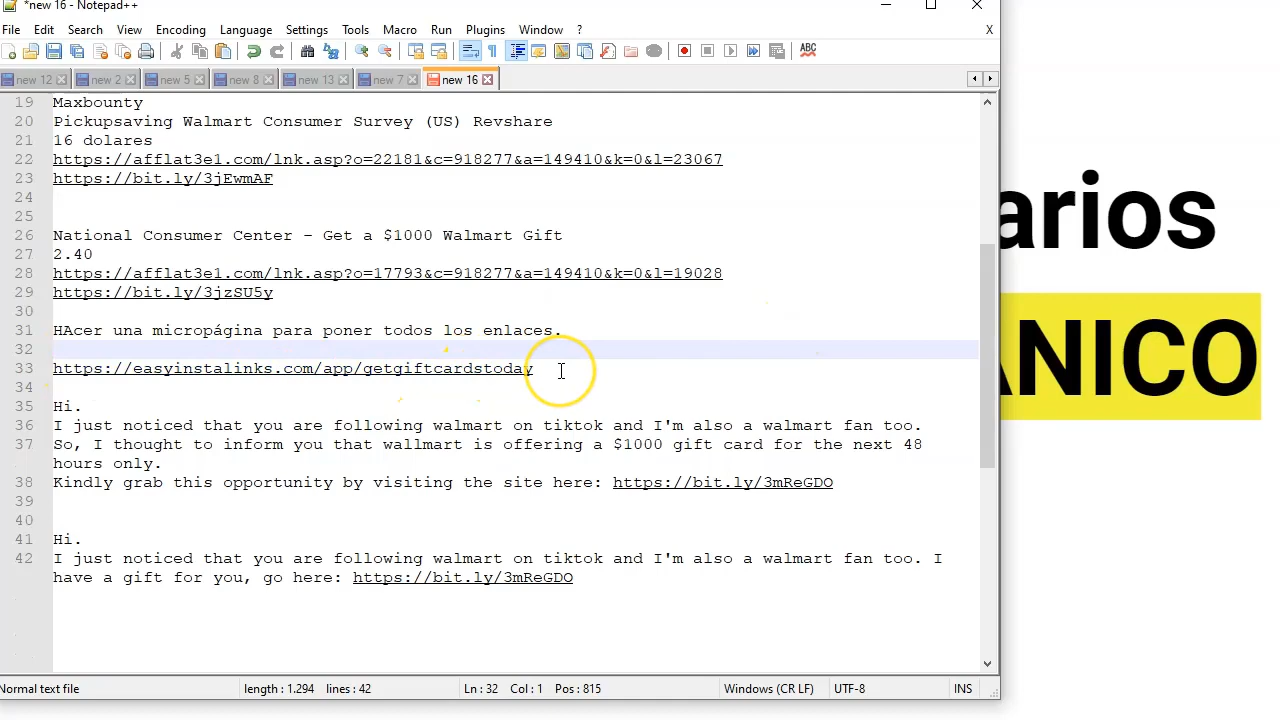 *new 16 - Notepad++
File Edit Search View Encoding Language Settings Tools Macro Run Plugins Window ? X
ABC
new 12 new 2 new 5 new 8 new 13 new 7 new 16
19 Maxbounty
20 Pickupsaving Walmart Consumer Survey (US) Revshare
21 16 dolares
22 https://afflat3e1.com/lnk.asp?o=22181&c=918277&a=149410&k=0&l=23067
23 https://bit.ly/3jEwmAF
24
25
26 National Consumer Center - Get a $1000 Walmart Gift
27 2.40
28 https://afflat3e1.com/lnk.asp?o=17793&c=918277&a=149410&k=0&l=19028
29 https://bit.ly/3jzSU5y
30
31 HAcer una micropágina para poner todos los enlaces.
32
33 https://easyinstalinks.com/app/getgiftcardstoday
34
35 Hi.
36 I just noticed that you are following walmart on tiktok and I'm also a walmart fan too.
37 So, I thought to inform you that wallmart is offering a $1000 gift card for the next 48
hours only.
38 Kindly grab this opportunity by visiting the site here: https://bit.ly/3mReGDO
39
40
41 Hi.
42 I just noticed that you are following walmart on tiktok and I'm also a walmart fan too. I
have a gift for you, go here: https://bit.ly/3mReGDO
Normal text file length : 1.294 lines : 42 Ln : 32 Col : 1 Pos : 815 Windows (CR LF) UTF-8 INS
arios
ÁNICO